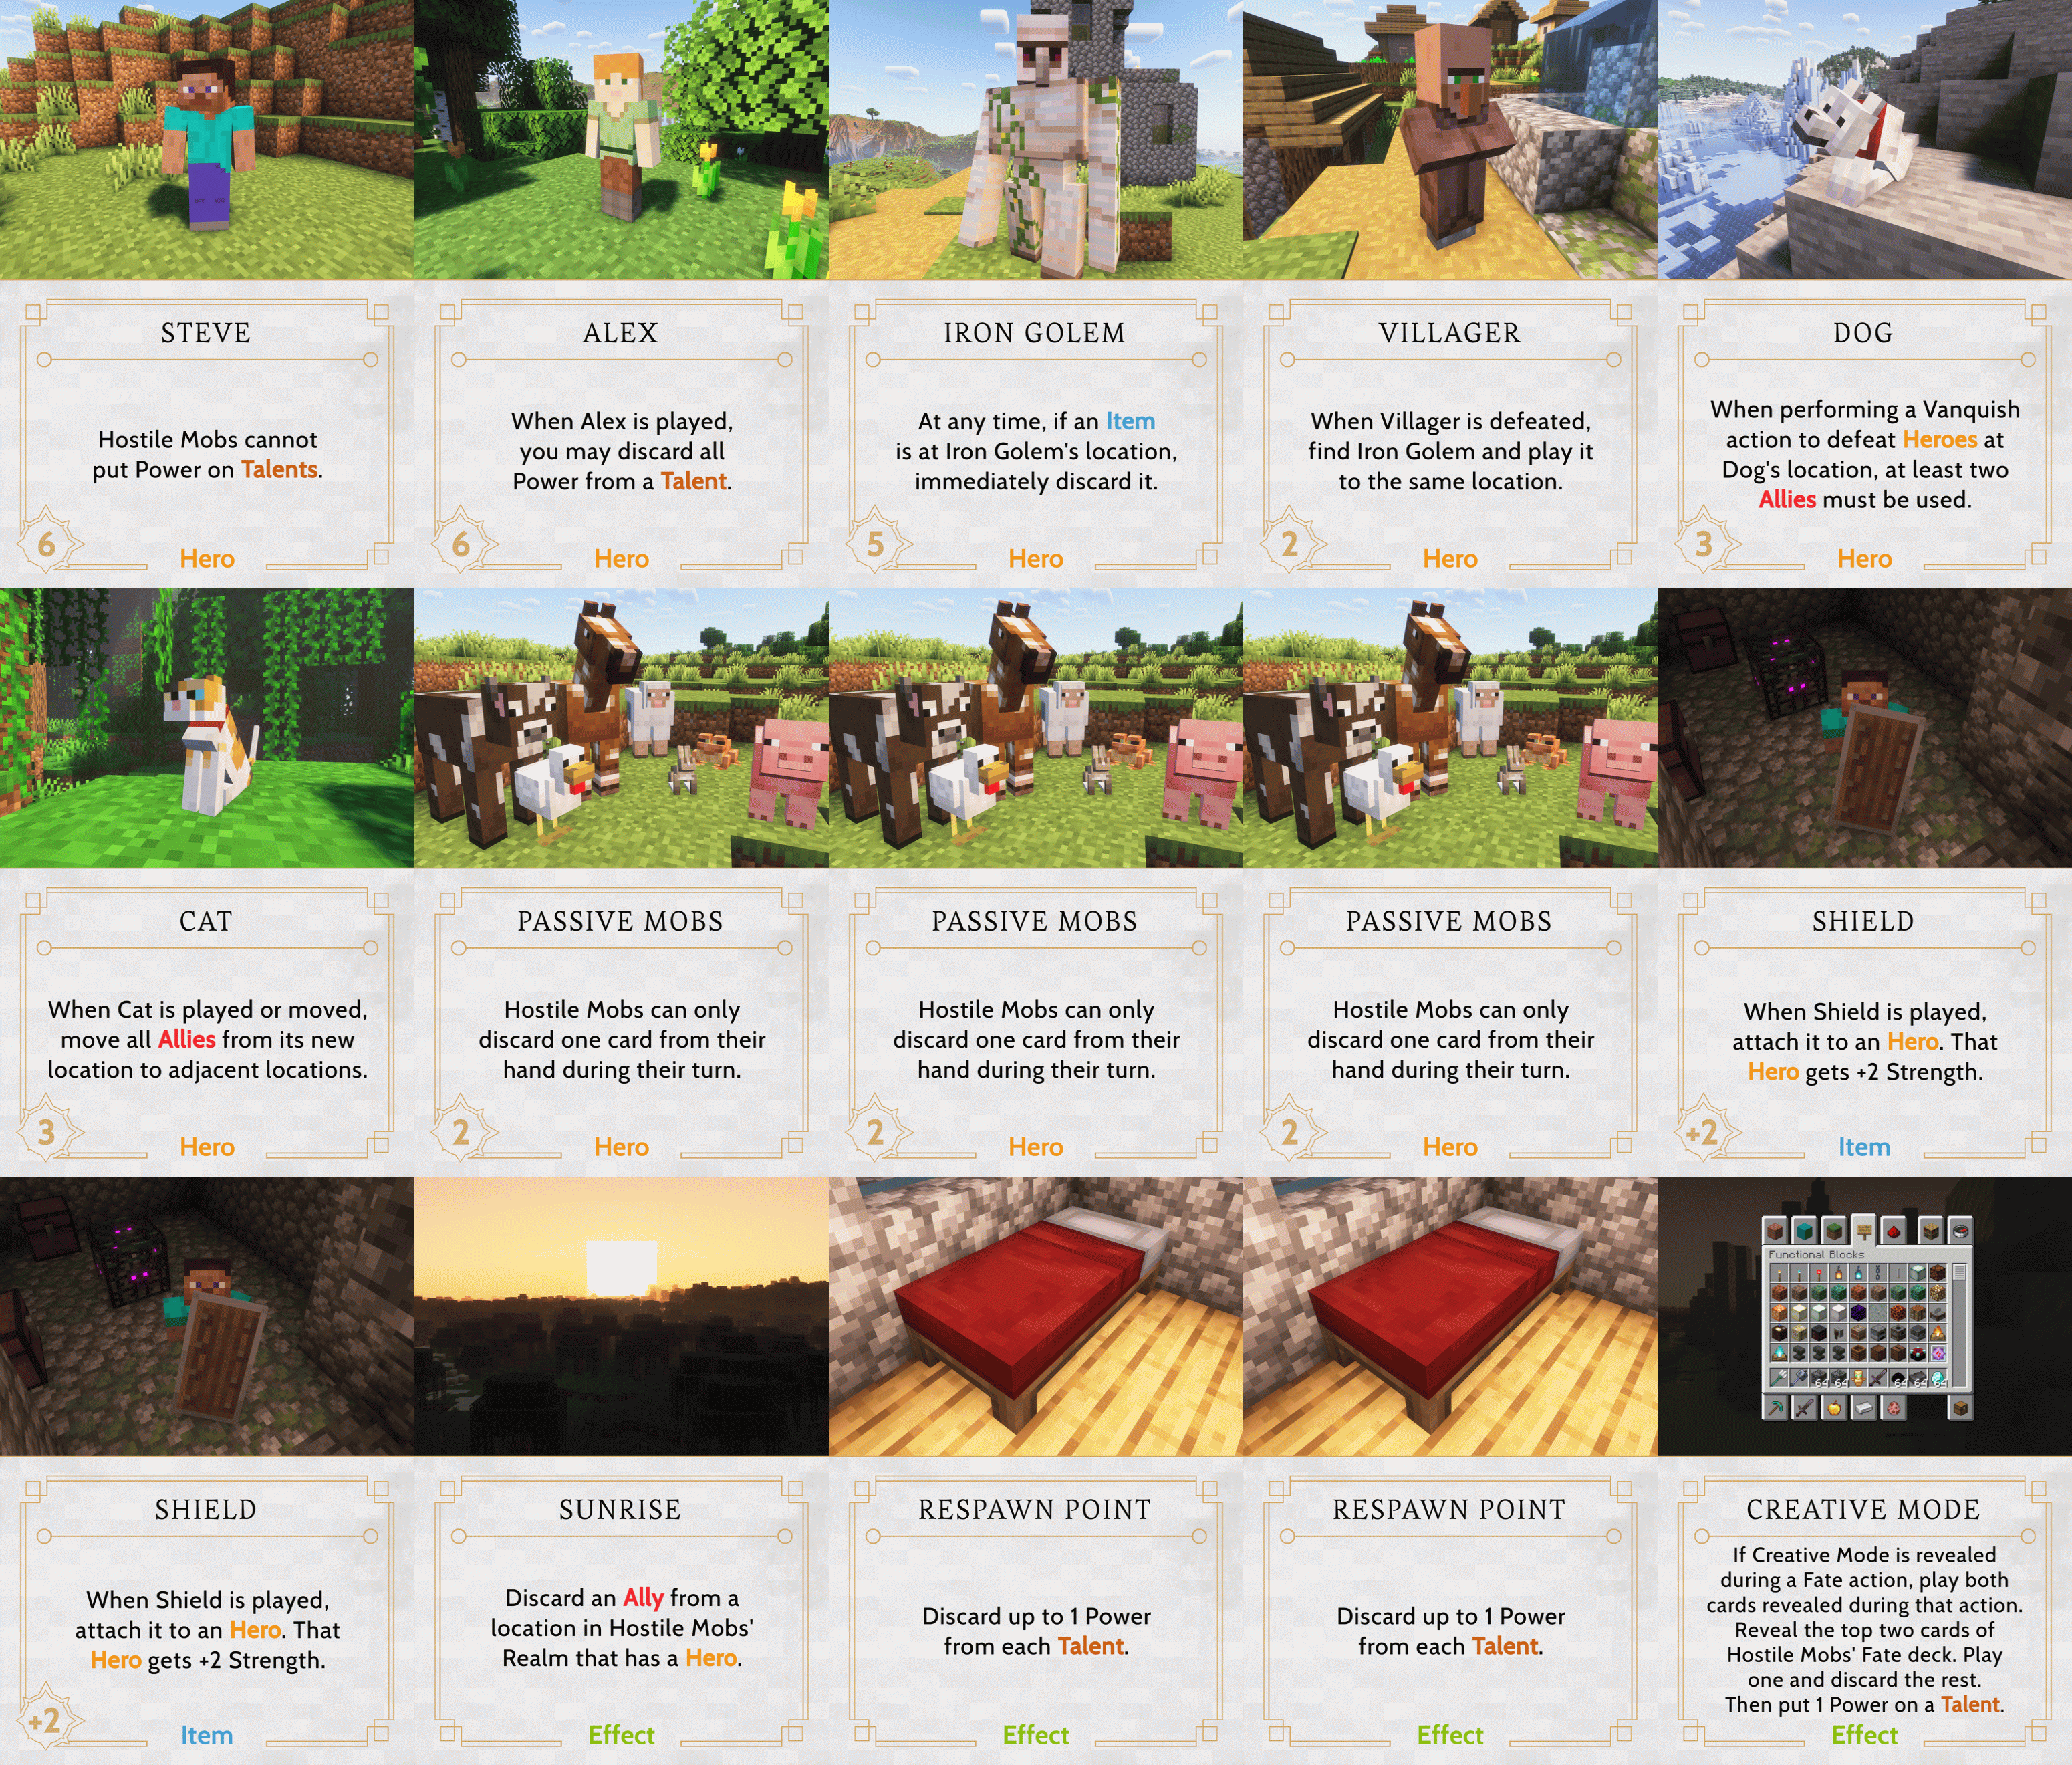 STEVE
Hostile Mobs cannot
put Power on Talents.
6
Hero
ALEX
When Alex is played,
you may discard all
Power from a Talent.
6
Hero
IRON GOLEM
At any time, if an Item
is at Iron Golem's location,
immediately discard it.
5
Hero
VILLAGER
When Villager is defeated,
find Iron Golem and play it
to the same location.
2
Hero
DOG
When performing a Vanquish
action to defeat Heroes at
Dog's location, at least two
Allies must be used.
3
Hero
CAT
When Cat is played or moved,
move all Allies from its new
location to adjacent locations.
3
Hero
PASSIVE MOBS
Hostile Mobs can only
discard one card from their
hand during their turn.
2
Hero
PASSIVE MOBS
Hostile Mobs can only
discard one card from their
hand during their turn.
2
Hero
PASSIVE MOBS
Hostile Mobs can only
discard one card from their
hand during their turn.
2
Hero
SHIELD
When Shield is played,
attach it to an Hero. That
Hero gets +2 Strength.
+2
Item
SHIELD
When Shield is played,
attach it to an Hero. That
Hero gets +2 Strength.
+2
Item
SUNRISE
Discard an Ally from a
location in Hostile Mobs'
Realm that has a Hero.
Effect
RESPAWN POINT
Discard up to 1 Power
from each Talent.
Effect
RESPAWN POINT
Discard up to 1 Power
from each Talent.
Effect
Functional Blocks
64 64 64 64 64
CREATIVE MODE
If Creative Mode is revealed
during a Fate action, play both
cards revealed during that action.
Reveal the top two cards of
Hostile Mobs' Fate deck. Play
one and discard the rest.
Then put 1 Power on a Talent.
Effect